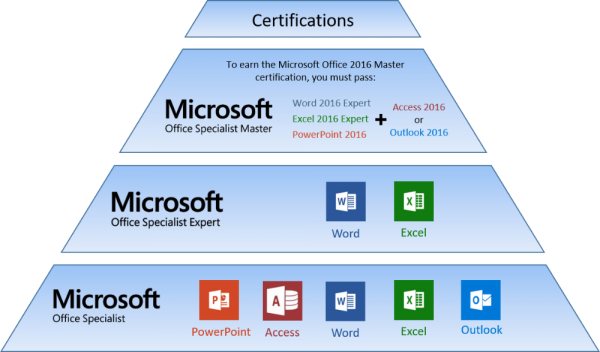 Certifications
To earn the Microsoft Office 2016 Master
certification, you must pass:
Microsoft
Office Specialist Master
Word 2016 Expert
Excel 2016 Expert
PowerPoint 2016
+
Access 2016
or
Outlook 2016
Microsoft
Office Specialist Expert
W
Word
X
Excel
Microsoft
Office Specialist
P
PowerPoint
A
Access
W
Word
X
Excel
O
Outlook